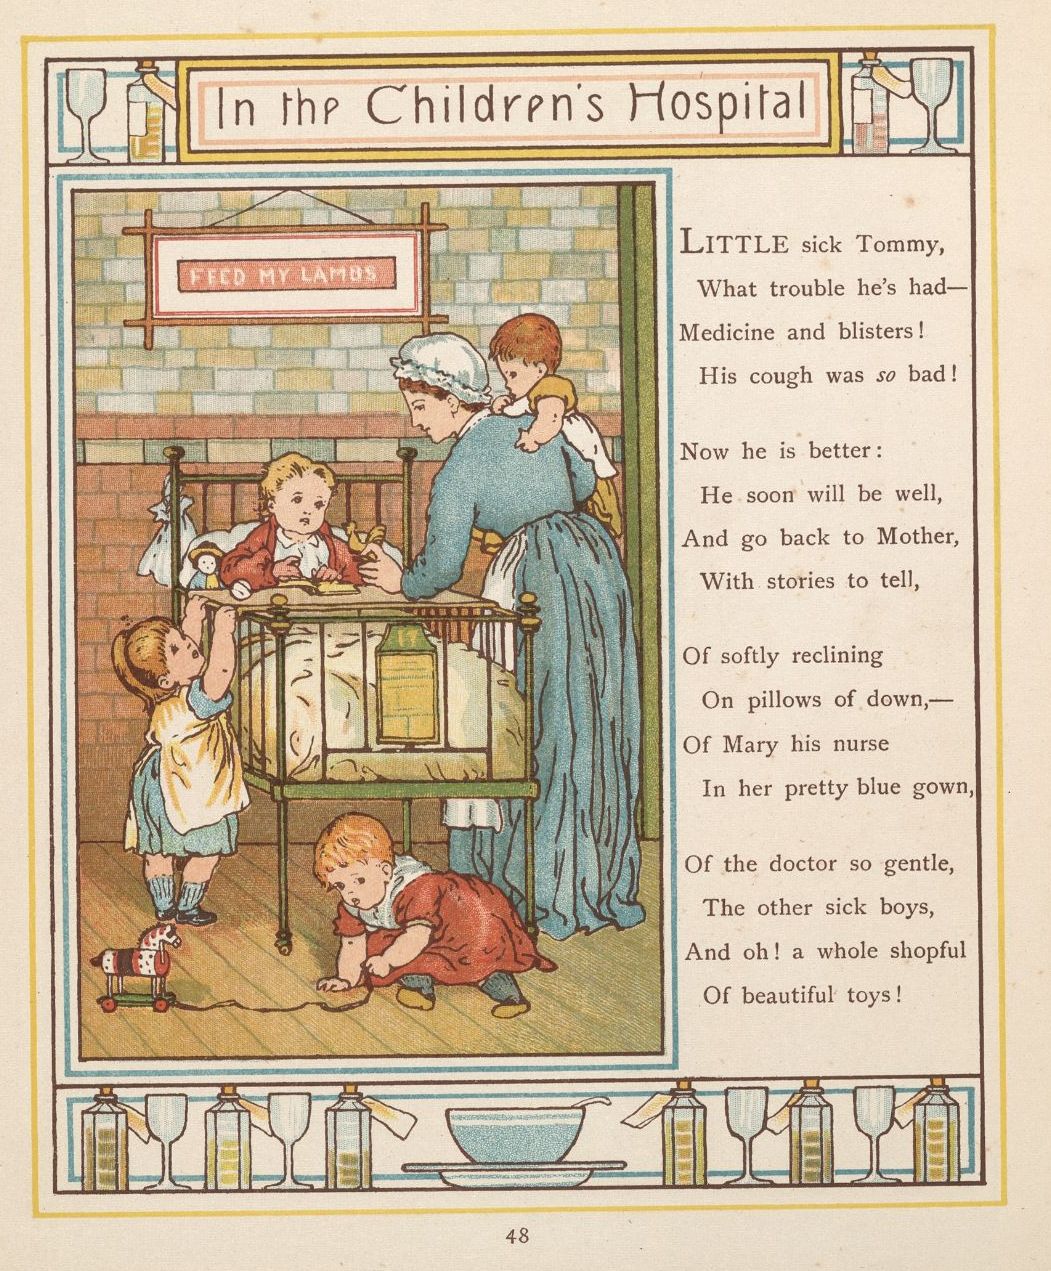 In the Children's Hospital
FEED MY LAMBS
17
LITTLE sick Tommy,
What trouble he's had—
Medicine and blisters!
His cough was so bad!
Now he is better:
He soon will be well,
And go back to Mother,
With stories to tell,
Of softly reclining
On pillows of down,—
Of Mary his nurse
In her pretty blue gown,
Of the doctor so gentle,
The other sick boys,
And oh! a whole shopful
Of beautiful toys!
48